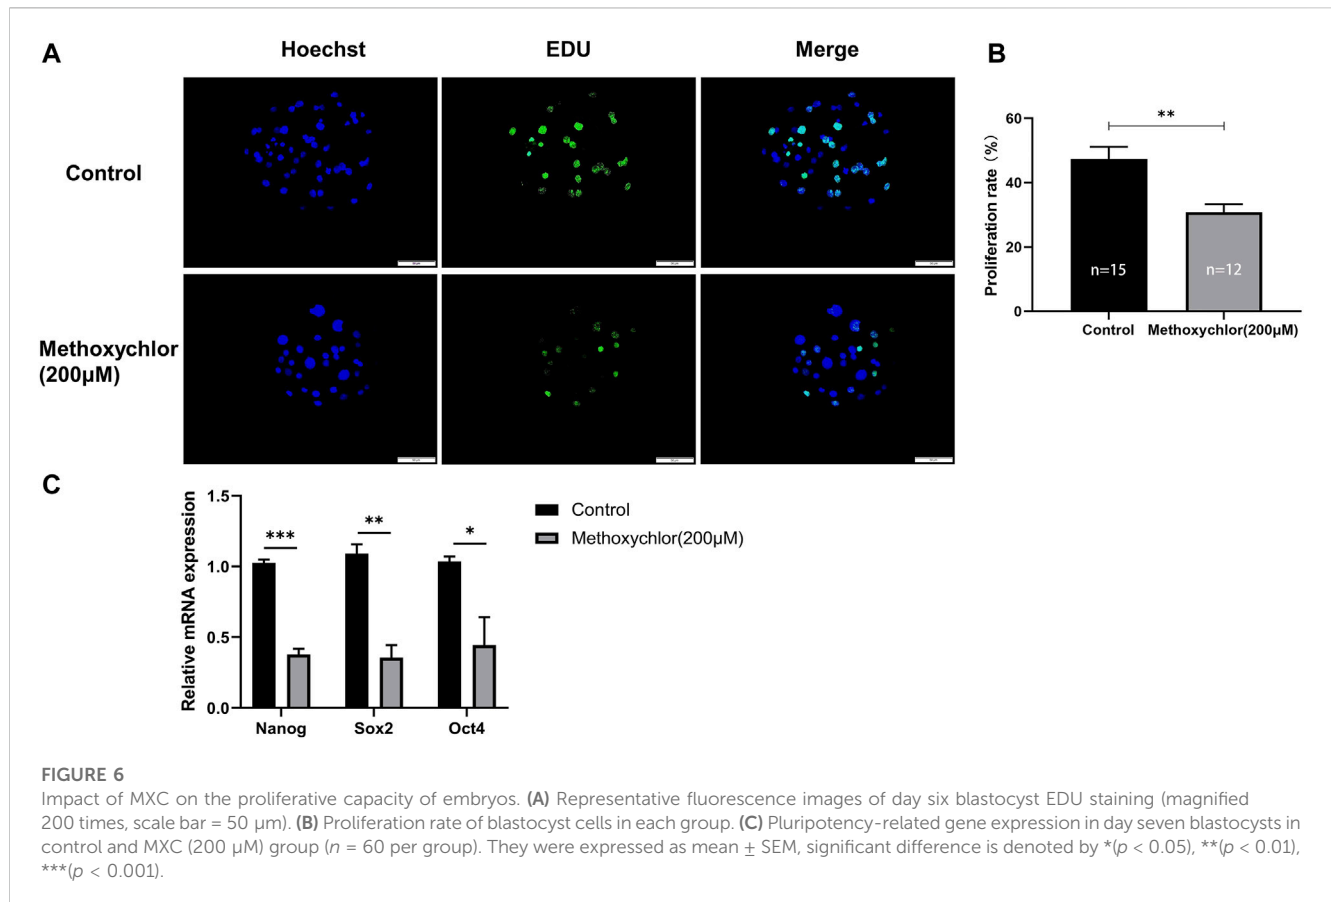 A
Hoechst
EDU
Merge
Control
Methoxychlor
(200μM)
B
Proliferation rate (%)
60
40
20
0
**
n=15
n=12
Control
Methoxychlor(200μM)
C
Relative mRNA expression
1.5
1.0
0.5
0.0
***
**
*
Nanog
Sox2
Oct4
Control
Methoxychlor(200μM)
FIGURE 6
Impact of MXC on the proliferative capacity of embryos. (A) Representative fluorescence images of day six blastocyst EDU staining (magnified
200 times, scale bar = 50 μm). (B) Proliferation rate of blastocyst cells in each group. (C) Pluripotency-related gene expression in day seven blastocysts in
control and MXC (200 μM) group (n = 60 per group). They were expressed as mean ± SEM, significant difference is denoted by *(p < 0.05), **(p < 0.01),
***(p < 0.001).